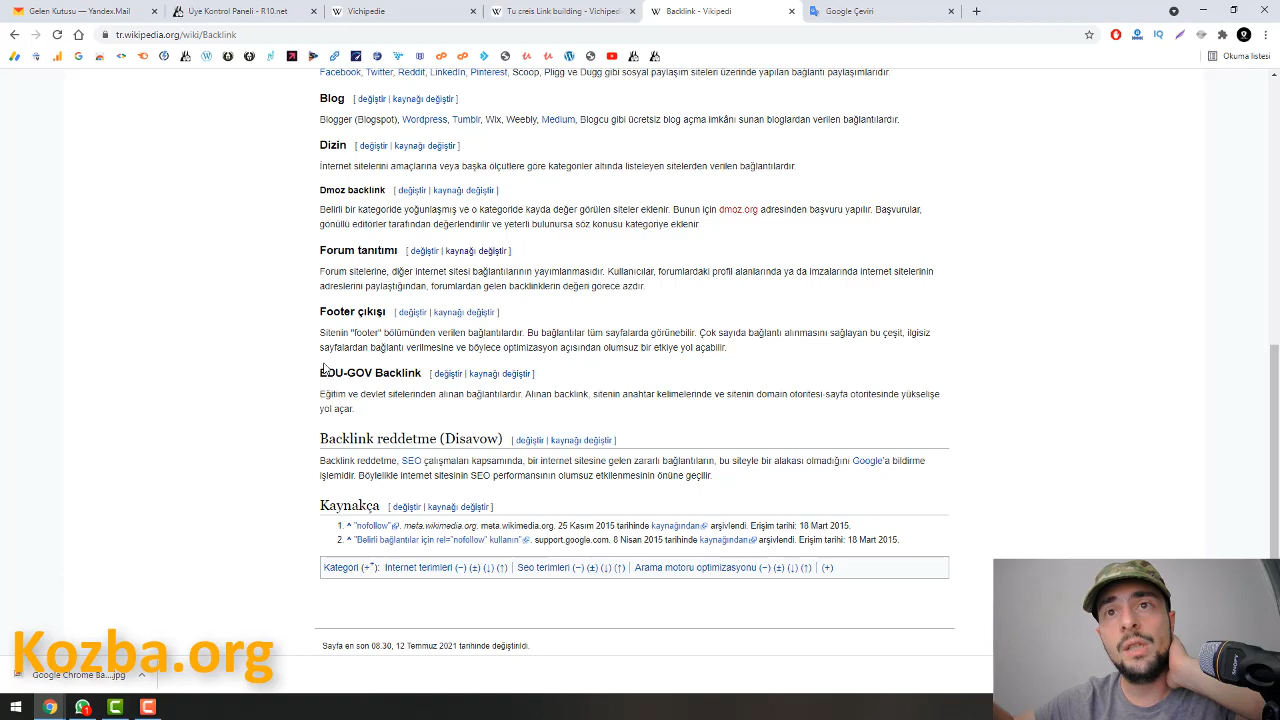 Gelen Kutusu — Yandex.Mail
Üye Kontrol Paneli - R10.net
Vichipedie
Tu creis Link building - Vichiped
Backlink - Vikipedi
Google Çeviri
tr.wikipedia.org/wiki/Backlink
Okuma listesi
Facebook, Twitter, Reddit, LinkedIn, Pinterest, Scoop, Pligg ve Dugg gibi sosyal paylaşım siteleri üzerinde yapılan bağlantı paylaşımlarıdır.
Blog [ değiştir | kaynağı değiştir ]
Blogger (Blogspot), Wordpress, Tumblr, Wix, Weebly, Medium, Blogcu gibi ücretsiz blog açma imkânı sunan bloglardan verilen bağlantılardır.
Dizin [ değiştir | kaynağı değiştir ]
İnternet sitelerini amaçlarına veya başka ölçütlere göre kategoriler altında listeleyen sitelerden verilen bağlantılardır.
Dmoz backlink [ değiştir | kaynağı değiştir ]
Belirli bir kategoride yoğunlaşmış ve o kategoride kayda değer görülen siteler eklenir. Bunun için dmoz.org adresinden başvuru yapılır. Başvurular,
gönüllü editörler tarafından değerlendirilir ve yeterli bulunursa söz konusu kategoriye eklenir.
Forum tanıtımı [ değiştir | kaynağı değiştir ]
Forum sitelerine, diğer internet sitesi bağlantılarının yayımlanmasıdır. Kullanıcılar, forumlardaki profil alanlarında ya da imzalarında internet sitelerinin
adreslerini paylaştığından, forumlardan gelen backlinklerin değeri görece azdır.
Footer çıkışı [ değiştir | kaynağı değiştir ]
Sitenin "footer" bölümünden verilen bağlantılardır. Bu bağlantılar tüm sayfalarda görünebilir. Çok sayıda bağlantı alınmasını sağlayan bu çeşit, ilgisiz
sayfalardan bağlantı verilmesine ve böylece optimizasyon açısından olumsuz bir etkiye yol açabilir.
EDU-GOV Backlink [ değiştir | kaynağı değiştir ]
Eğitim ve devlet sitelerinden alınan bağlantılardır. Alınan backlink, sitenin anahtar kelimelerinde ve sitenin domain otoritesi-sayfa otoritesinde yükselişe
yol açar.
Backlink reddetme (Disavow) [ değiştir | kaynağı değiştir ]
Backlink reddetme, SEO çalışmaları kapsamında, bir internet sitesine gelen zararlı bağlantıların, bu siteyle bir alakası olmadığını Google'a bildirme
işlemidir. Böylelikle internet sitesinin SEO performansının olumsuz etkilenmesinin önüne geçilir.
Kaynakça [ değiştir | kaynağı değiştir ]
1. ^ "nofollow". meta.wikimedia.org. meta.wikimedia.org. 25 Kasım 2015 tarihinde kaynağından arşivlendi. Erişim tarihi: 18 Mart 2015.
2. ^ "Belirli bağlantılar için rel="nofollow" kullanın". support.google.com. 8 Nisan 2015 tarihinde kaynağından arşivlendi. Erişim tarihi: 18 Mart 2015.
Kategori (++): İnternet terimleri (−) (±) (↓) (↑) | Seo terimleri (−) (±) (↓) (↑) | Arama motoru optimizasyonu (−) (±) (↓) (↑) | (+)
Sayfa en son 08.30, 12 Temmuz 2021 tarihinde değiştirildi.
Kozba.org
Google Chrome Ba....jpg